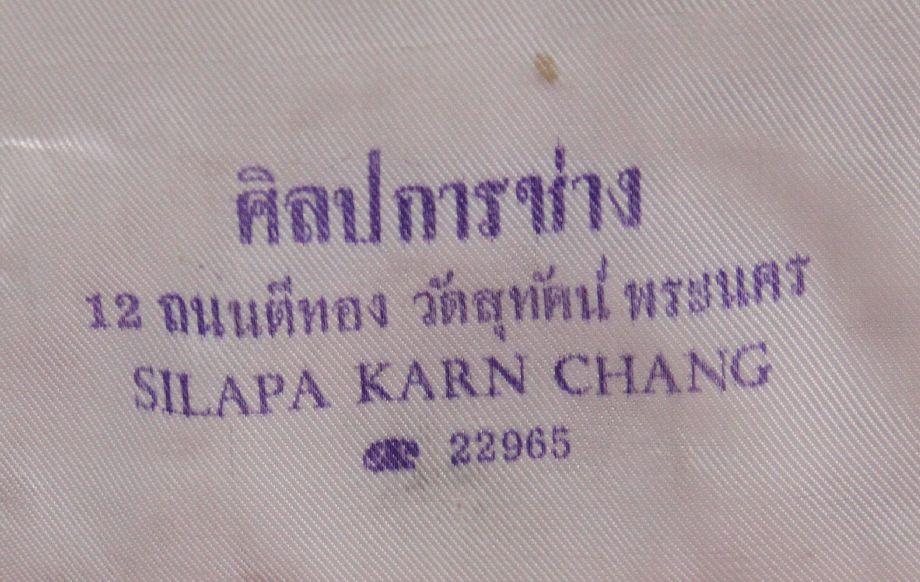 ศิลปการช่าง
12 ถนนตีทอง วัดสุทัศน์ พระนคร
SILAPA KARN CHANG
☎ 22965